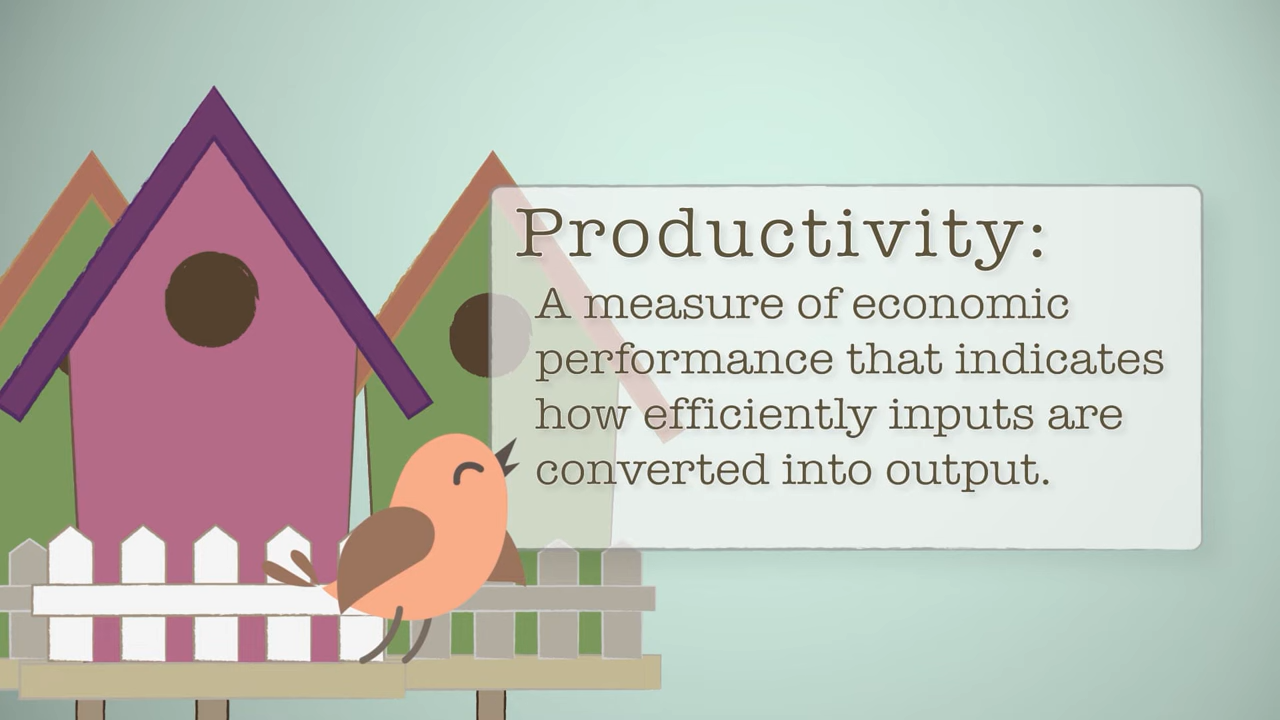 Productivity:
A measure of economic
performance that indicates
how efficiently inputs are
converted into output.